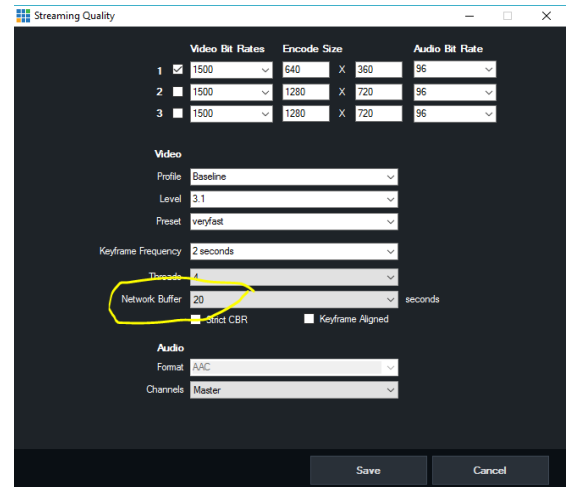 Streaming Quality
Video Bit Rates Encode Size Audio Bit Rate
1 1500 640 X 360 96
2 1500 1280 X 720 96
3 1500 1280 X 720 96
Video
Profile Baseline
Level 3.1
Preset veryfast
Keyframe Frequency 2 seconds
Threads 4
Network Buffer 20 seconds
Strict CBR Keyframe Aligned
Audio
Format AAC
Channels Master
Save Cancel